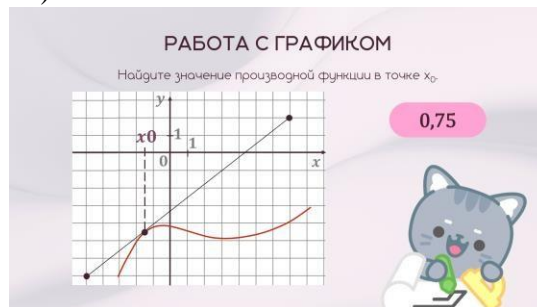 РАБОТА С ГРАФИКОМ
Найдите значение производной функции в точке x₀.
0,75
y
x0
1
1
0
x